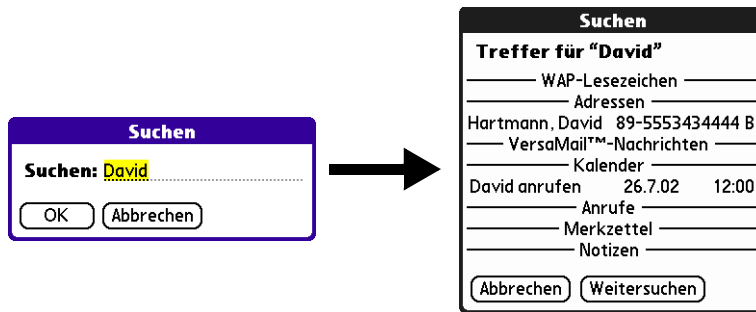 Suchen
Suchen: David
OK Abbrechen
Suchen
Treffer für “David”
WAP-Lesezeichen
Adressen
Hartmann, David 89-5553434444 B
VersaMail™-Nachrichten
Kalender
David anrufen 26.7.02 12:00
Anrufe
Merkzettel
Notizen
Abbrechen Weitersuchen